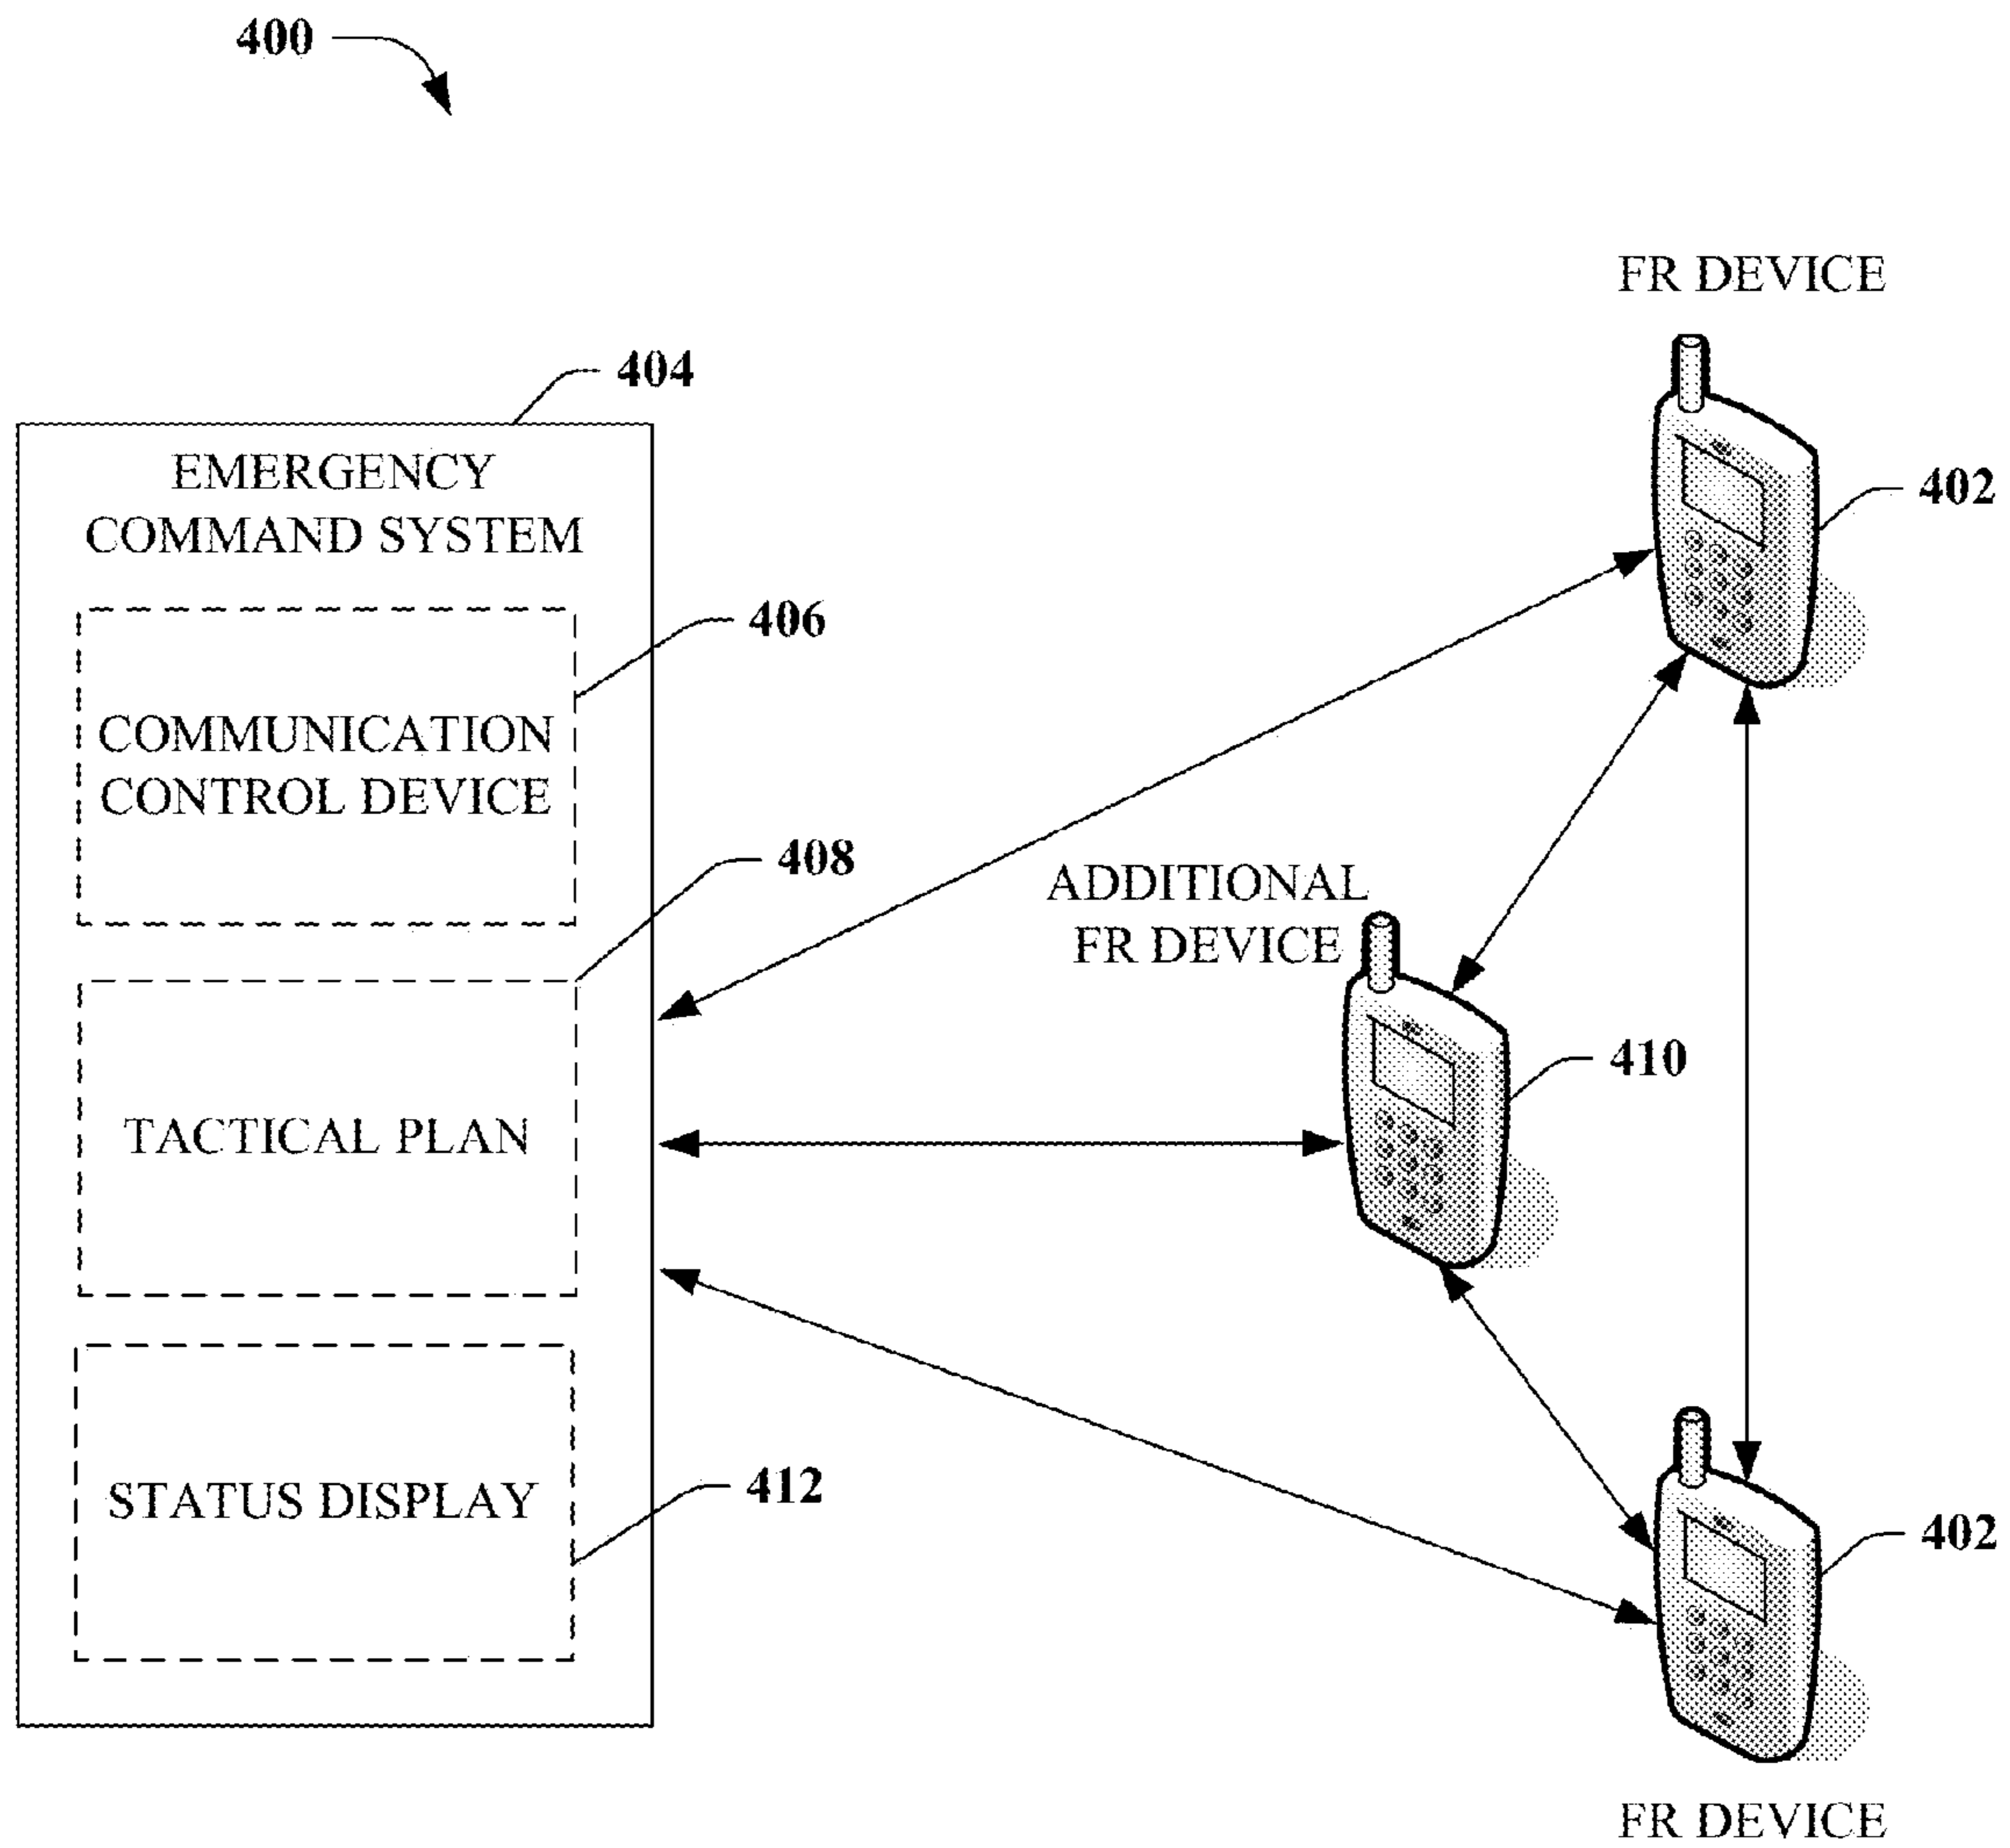 400
FR DEVICE
404
EMERGENCY
COMMAND SYSTEM
402
406
COMMUNICATION
CONTROL DEVICE
408
ADDITIONAL
FR DEVICE
410
TACTICAL PLAN
412
STATUS DISPLAY
402
FR DEVICE